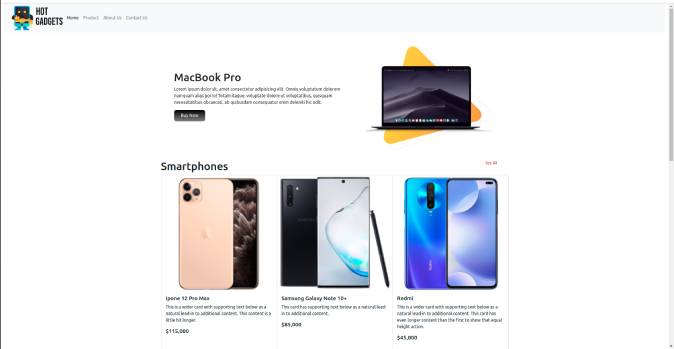 HOT
GADGETS
Home Product About Us Contact Us
MacBook Pro
Lorem ipsum dolor sit, amet consectetur adipisicing elit. Omnis voluptatum dolorem
numquam alias porro! Totam itaque, voluptate dolore ut voluptatibus, quisquam
necessitatibus obcaecati, ab quibusdam consequatur enim deleniti hic odit.
Buy Now
Smartphones
See All
SAMSUNG
Redmi
Ipone 12 Pro Max
This is a wider card with supporting text below as a
natural lead-in to additional content. This content is a
little bit longer.
$115,000
Samsung Galaxy Note 10+
This card has supporting text below as a natural lead-
in to additional content.
$85,000
Redmi
This is a wider card with supporting text below as a
natural lead-in to additional content. This card has
even longer content than the first to show that equal
height action.
$45,000